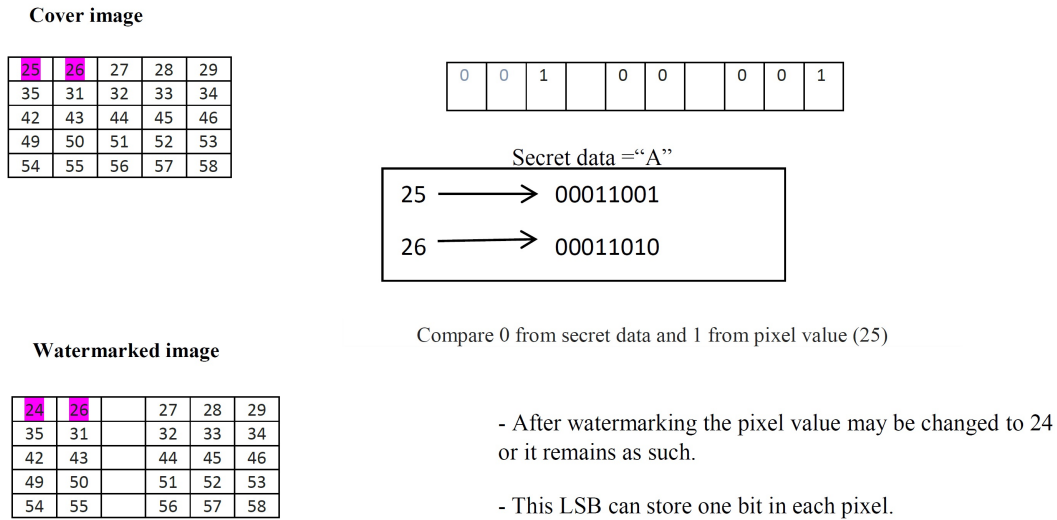 Cover image
25 26 27 28 29
35 31 32 33 34
42 43 44 45 46
49 50 51 52 53
54 55 56 57 58
0 0 1 0 0 0 0 1
Secret data =“A”
25 00011001
26 00011010
Compare 0 from secret data and 1 from pixel value (25)
Watermarked image
24 26 27 28 29
35 31 32 33 34
42 43 44 45 46
49 50 51 52 53
54 55 56 57 58
- After watermarking the pixel value may be changed to 24
or it remains as such.
- This LSB can store one bit in each pixel.